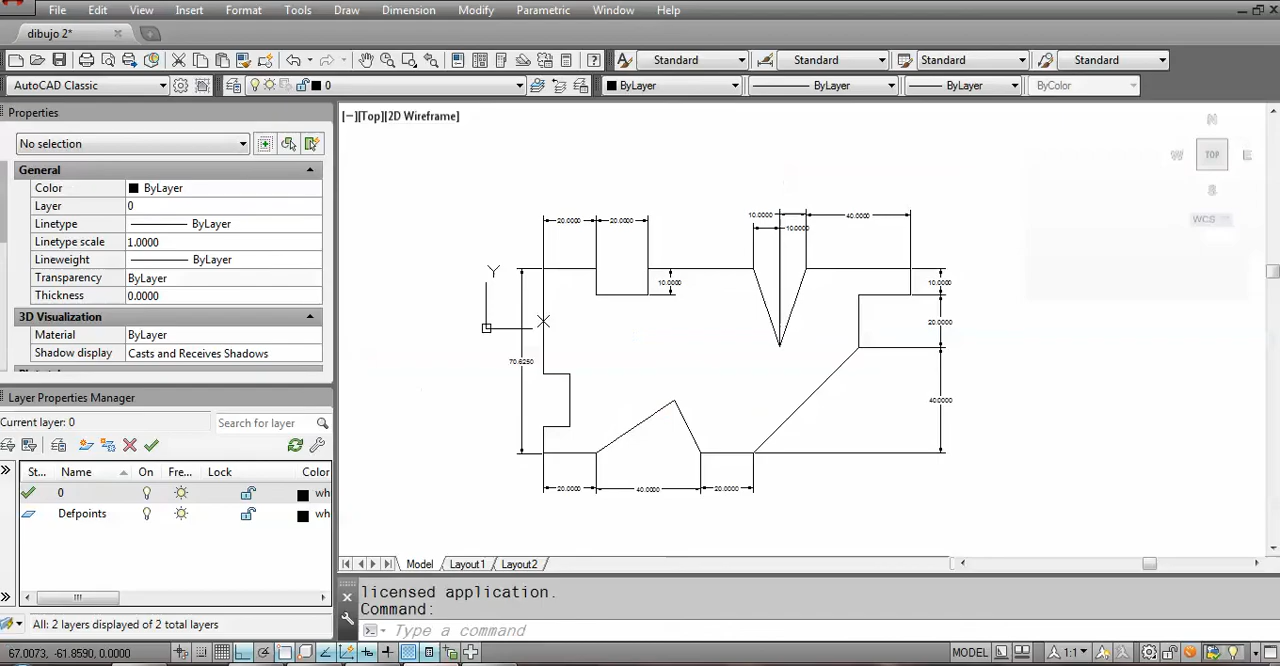 File Edit View Insert Format Tools Draw Dimension Modify Parametric Window Help
dibujo 2*
Standard Standard Standard Standard
AutoCAD Classic 0 ByLayer ByLayer ByLayer ByColor
Properties
No selection
General
Color ByLayer
Layer 0
Linetype ByLayer
Linetype scale 1.0000
Lineweight ByLayer
Transparency ByLayer
Thickness 0.0000
3D Visualization
Material ByLayer
Shadow display Casts and Receives Shadows
Layer Properties Manager
Current layer: 0 Search for layer
St... Name On Fre... Lock Color
0 wh
Defpoints wh
All: 2 layers displayed of 2 total layers
[−][Top][2D Wireframe]
N
W TOP E
S
WCS
20.0000 20.0000 10.0000 40.0000
10.0000
Y
10.0000 10.0000
20.0000
70.6250
40.0000
20.0000 40.0000 20.0000
Model Layout1 Layout2
licensed application.
Command:
Type a command
67.0073, -61.8590, 0.0000 MODEL 1:1